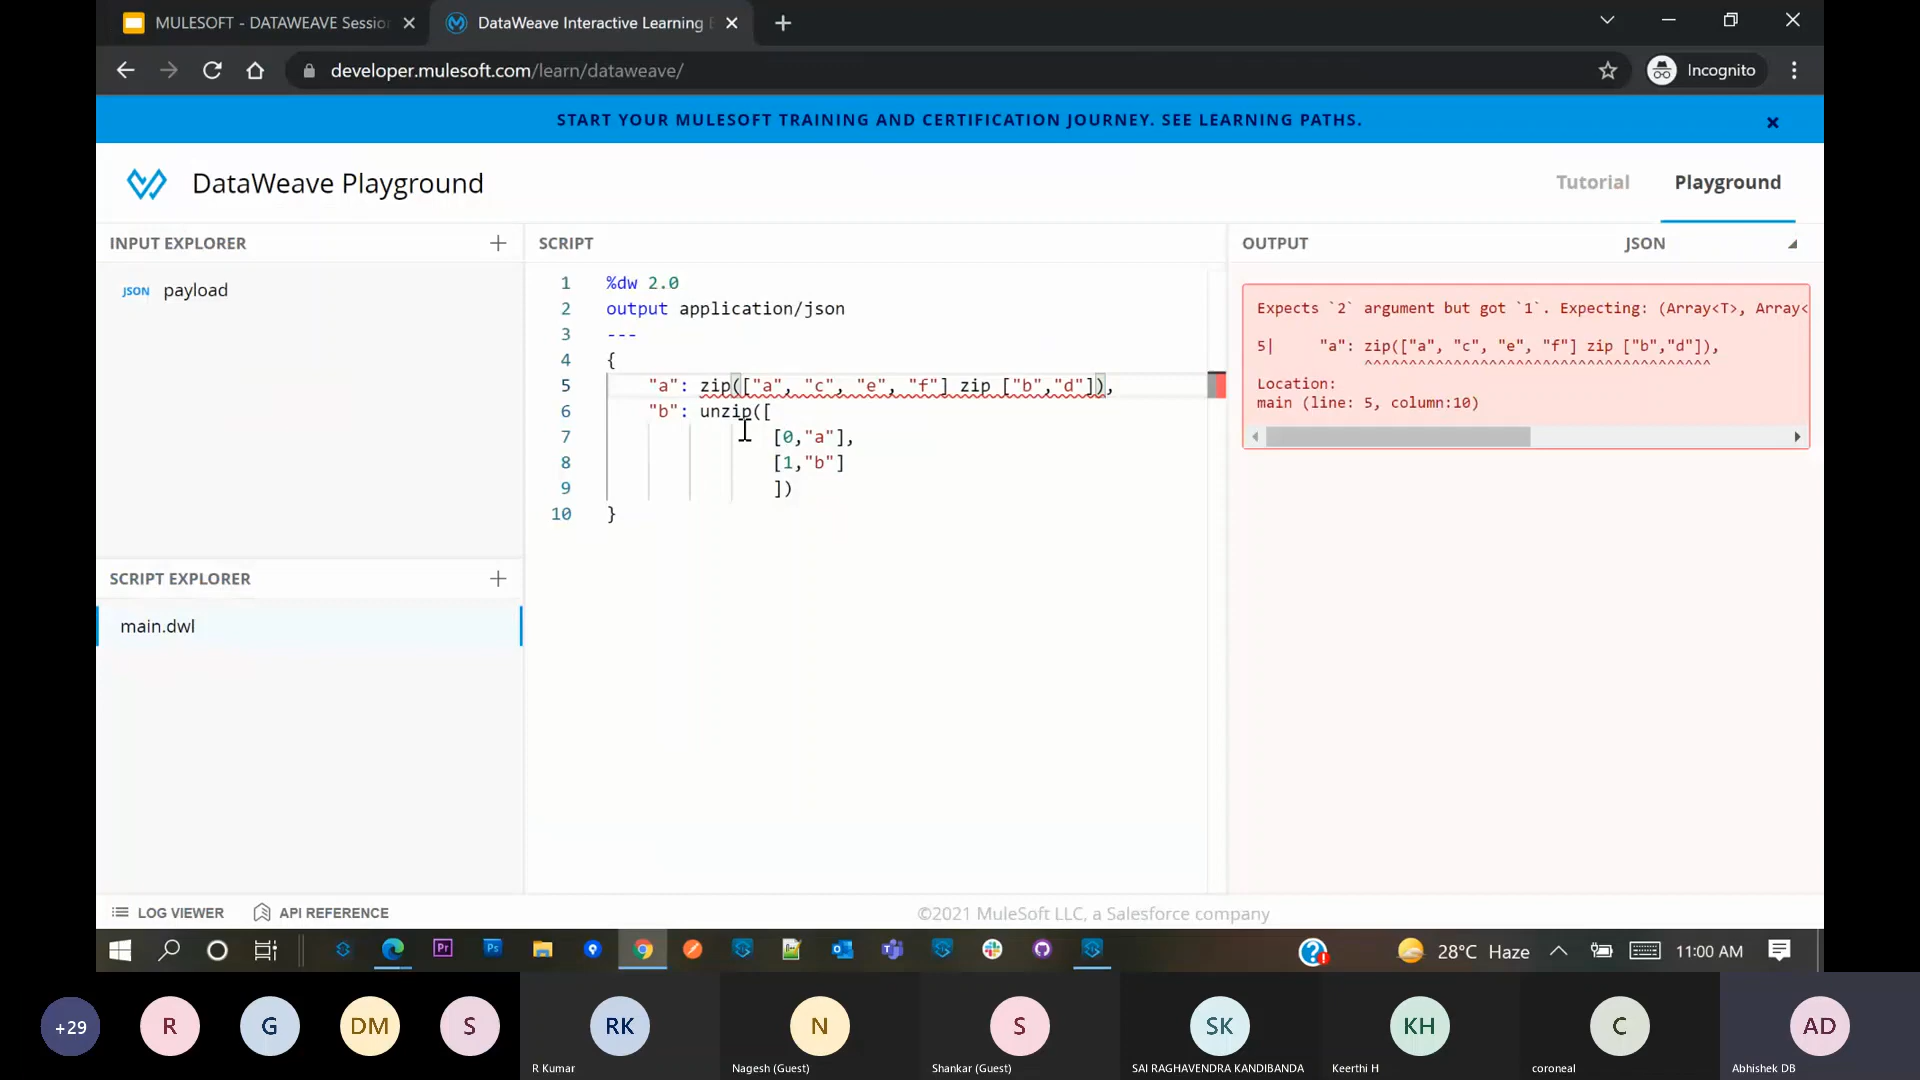 MULESOFT - DATAWEAVE Sessio
DataWeave Interactive Learning
developer.mulesoft.com/learn/dataweave/
Incognito
START YOUR MULESOFT TRAINING AND CERTIFICATION JOURNEY. SEE LEARNING PATHS.
DataWeave Playground
Tutorial
Playground
INPUT EXPLORER
SCRIPT
OUTPUT
JSON
JSON payload
1 %dw 2.0
2 output application/json
3 ---
4 {
5 "a": zip(["a", "c", "e", "f"] zip ["b","d"]),
6 "b": unzip([
7 [0,"a"],
8 [1,"b"]
9 ])
10 }
Expects `2` argument but got `1`. Expecting: (Array<T>, Array<
5| "a": zip(["a", "c", "e", "f"] zip ["b","d"]),
^^^^^^^^^^^^^^^^^^^^^^^^^^^^^^^^^^^^^^^^
Location:
main (line: 5, column:10)
SCRIPT EXPLORER
main.dwl
LOG VIEWER
API REFERENCE
©2021 MuleSoft LLC, a Salesforce company
Pr
Ps
28°C Haze
11:00 AM
+29
R
G
DM
S
RK
N
S
SK
KH
C
AD
R Kumar
Nagesh (Guest)
Shankar (Guest)
SAI RAGHAVENDRA KANDIBANDA
Keerthi H
coroneal
Abhishek DB